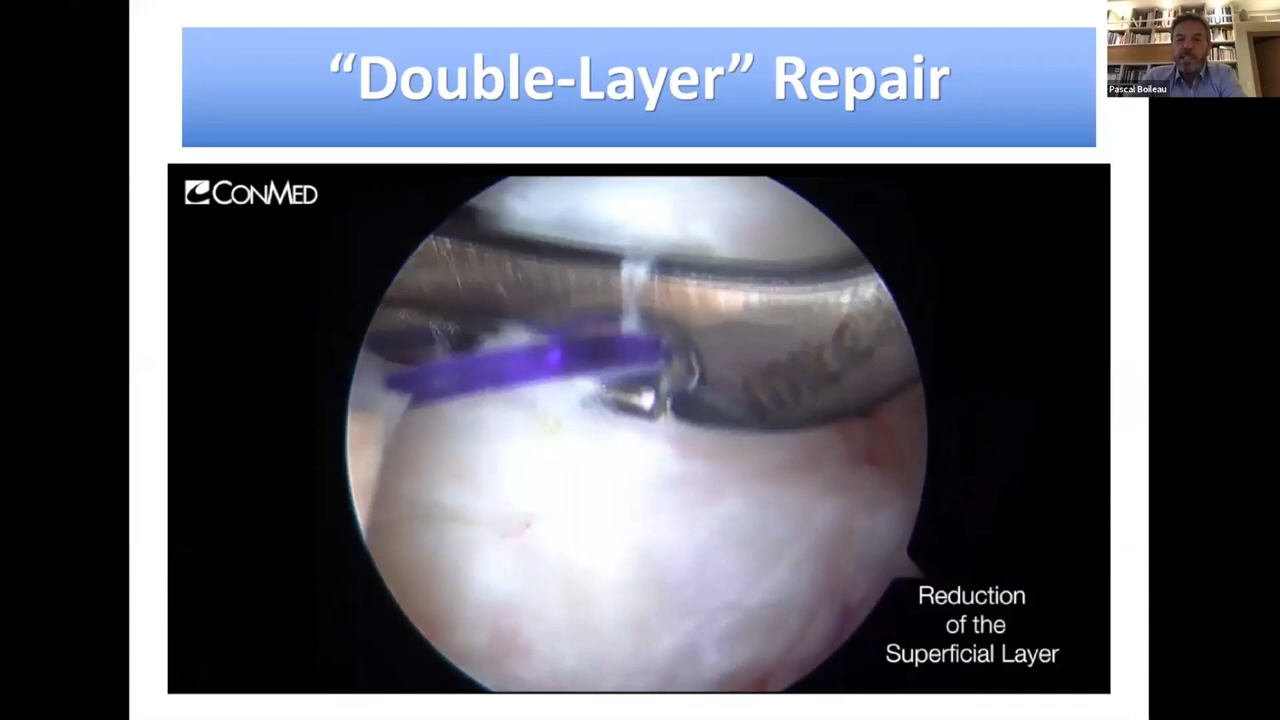 “Double-Layer” Repair
Pascal Boileau
CONMED
Reduction
of the
Superficial Layer